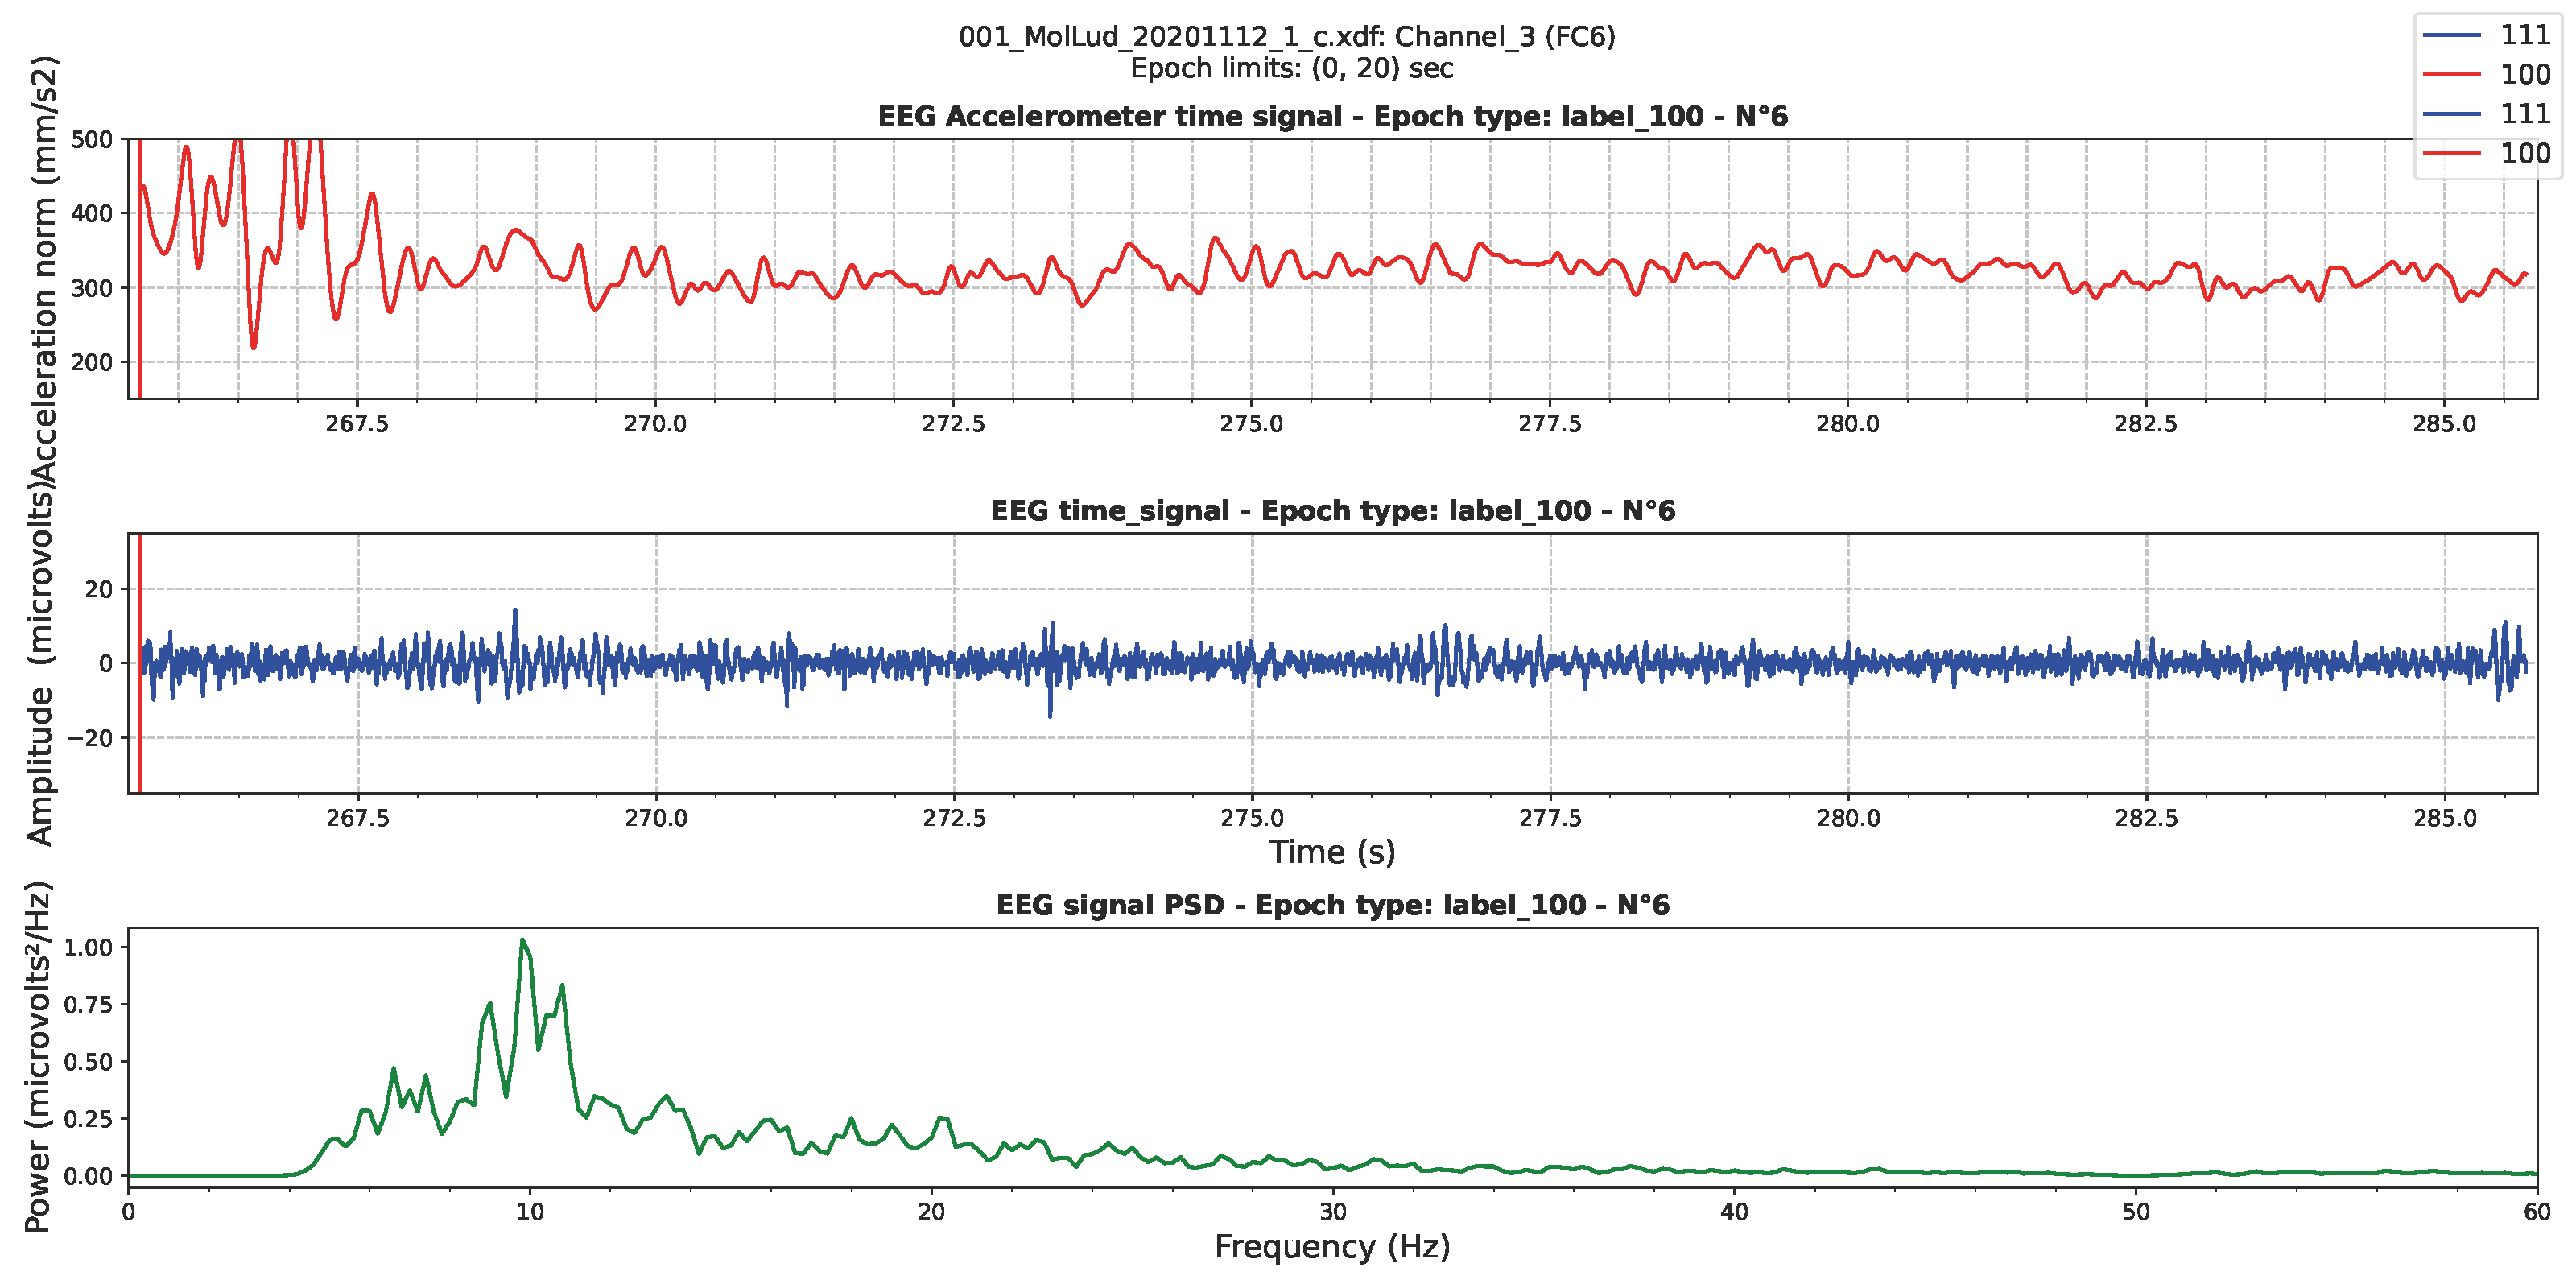 001_MolLud_20201112_1_c.xdf: Channel_3 (FC6)
Epoch limits: (0, 20) sec
111
100
111
100
EEG Accelerometer time signal - Epoch type: label_100 - N°6
Acceleration norm (mm/s2)
500
400
300
200
267.5 270.0 272.5 275.0 277.5 280.0 282.5 285.0
EEG time_signal - Epoch type: label_100 - N°6
Amplitude (microvolts)
20
0
−20
267.5 270.0 272.5 275.0 277.5 280.0 282.5 285.0
Time (s)
EEG signal PSD - Epoch type: label_100 - N°6
Power (microvolts²/Hz)
1.00
0.75
0.50
0.25
0.00
0 10 20 30 40 50 60
Frequency (Hz)